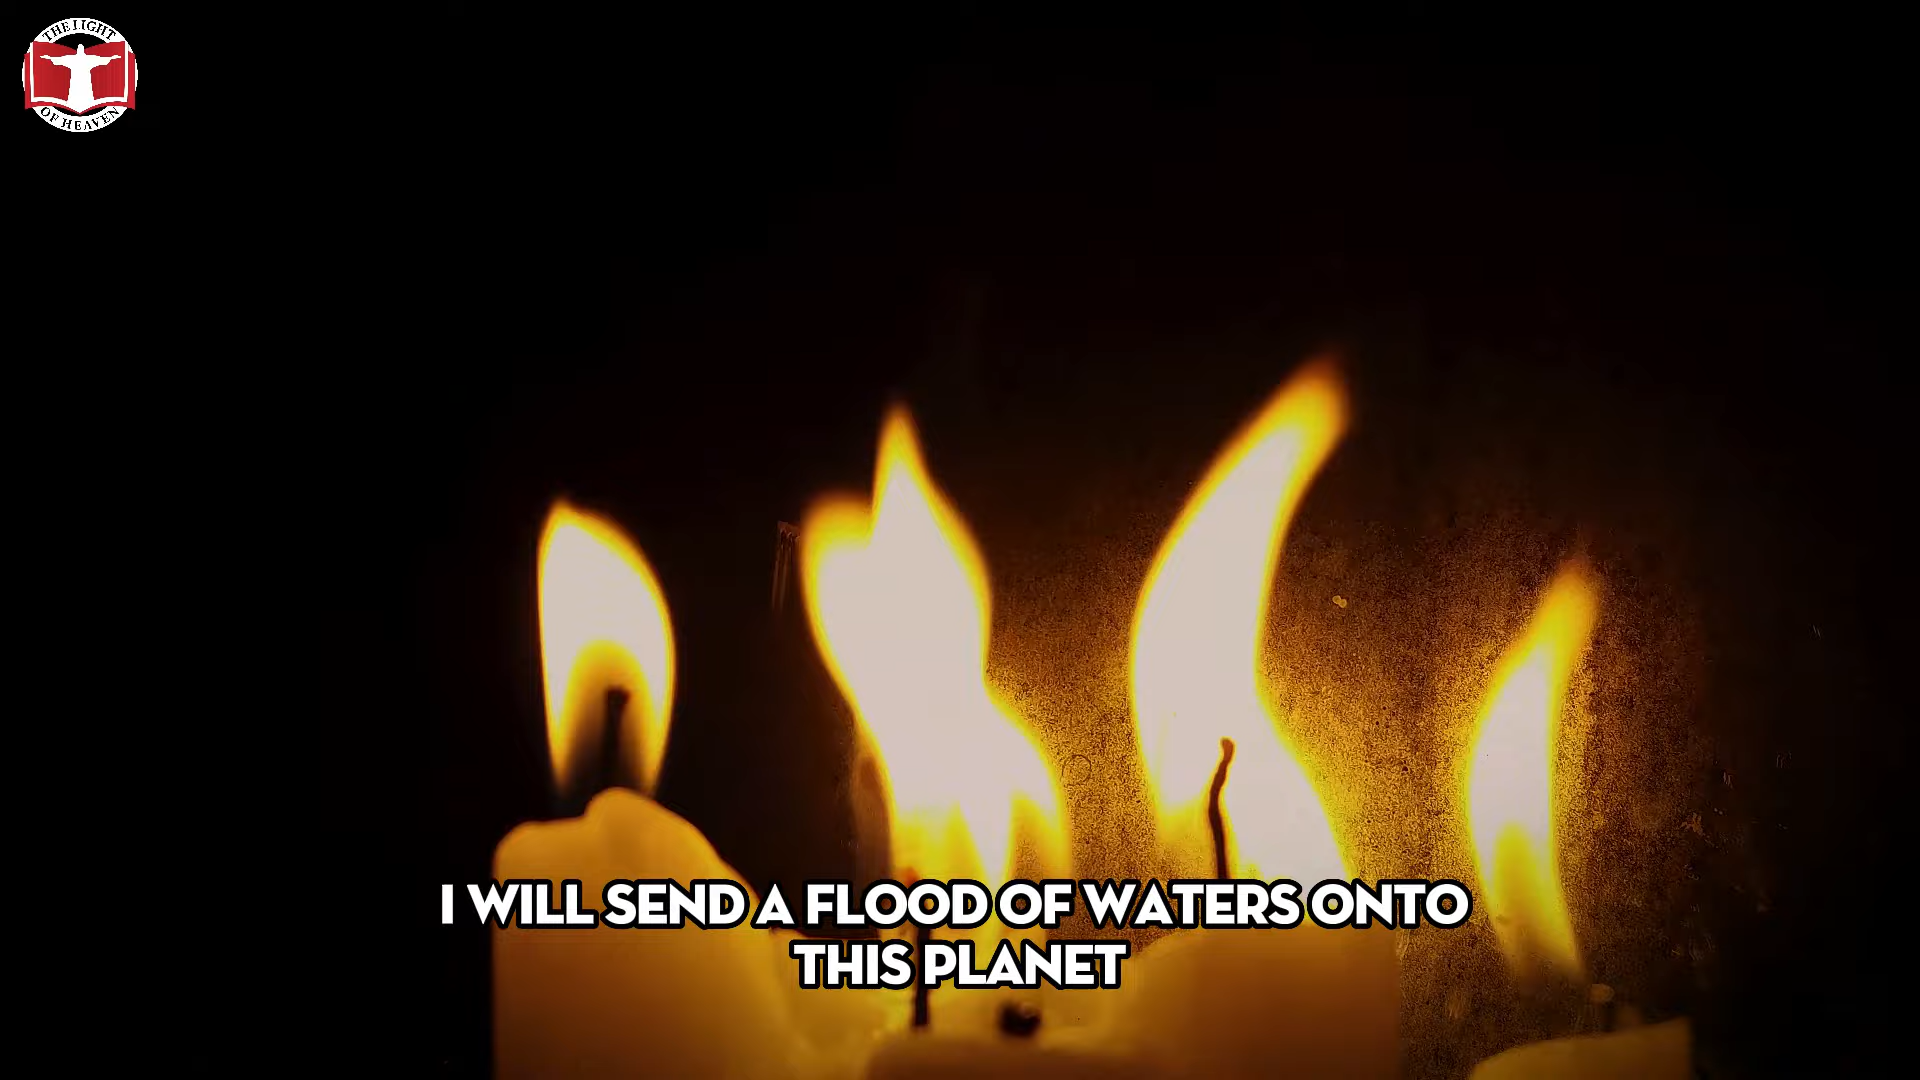 THE LIGHT
OF HEAVEN
I WILL SEND A FLOOD OF WATERS ONTO
THIS PLANET